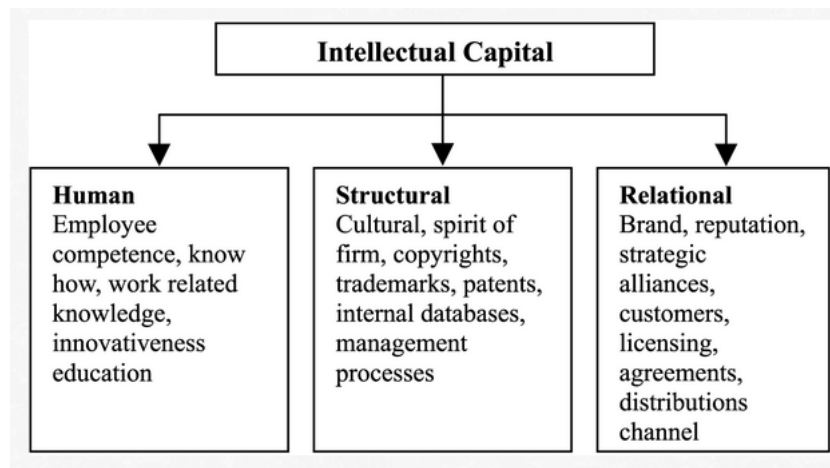 Intellectual Capital
Human
Employee
competence, know
how, work related
knowledge,
innovativeness
education
Structural
Cultural, spirit of
firm, copyrights,
trademarks, patents,
internal databases,
management
processes
Relational
Brand, reputation,
strategic
alliances,
customers,
licensing,
agreements,
distributions
channel